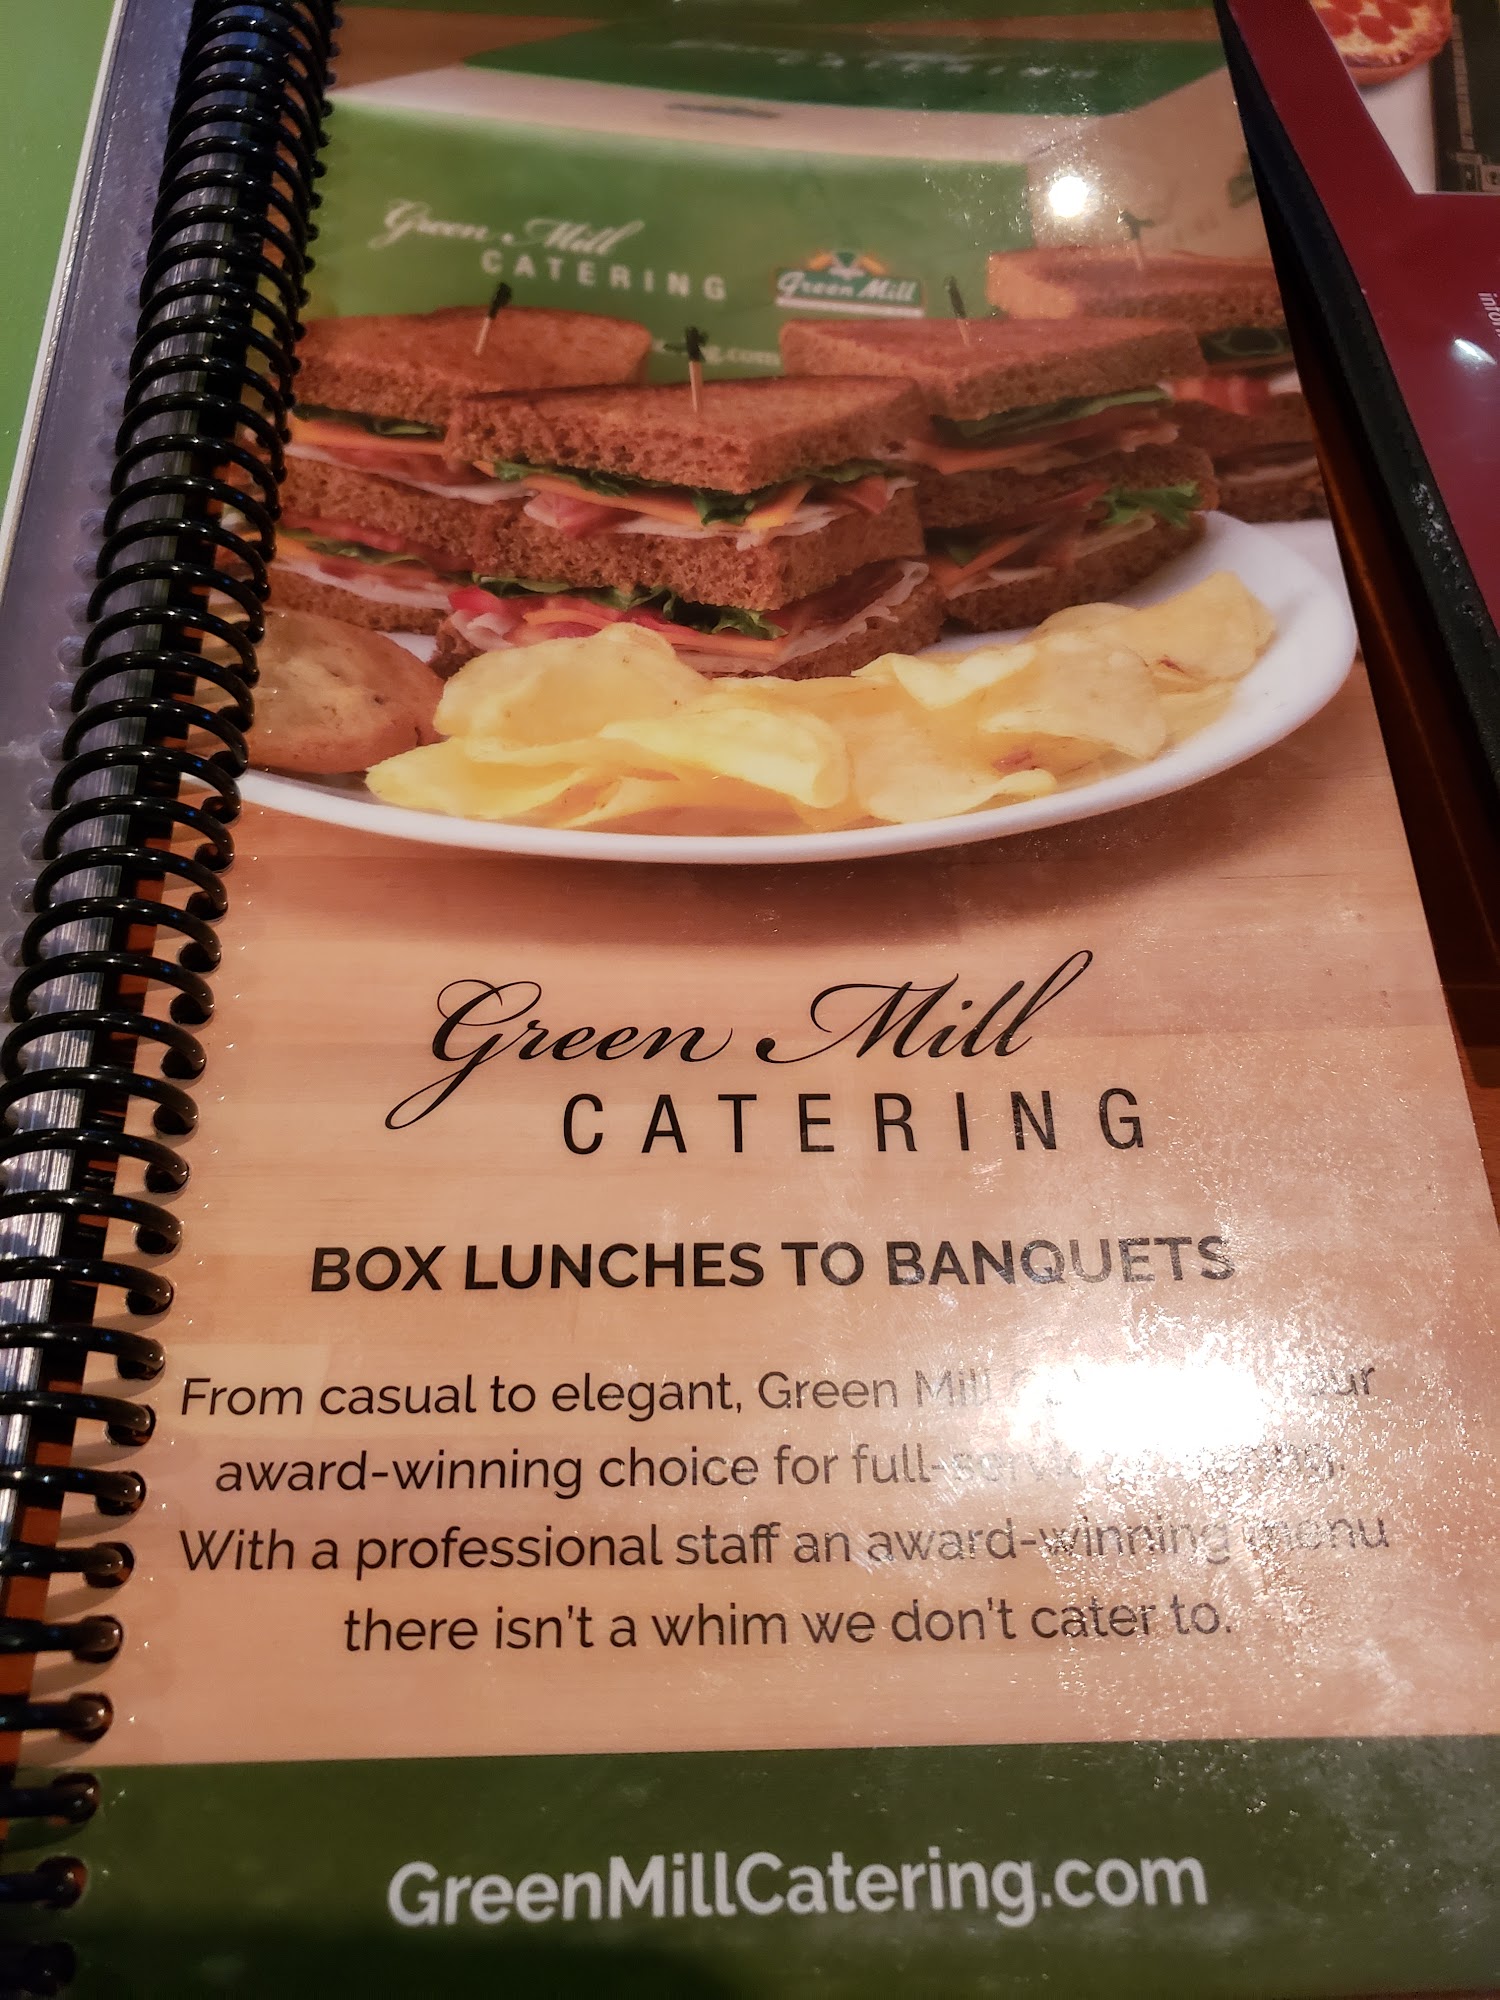 Green Mill
CATERING
Green Mill
Green Mill
CATERING
BOX LUNCHES TO BANQUETS
From casual to elegant, Green Mill
award-winning choice for full-service
With a professional staff an award-winning menu
there isn't a whim we don't cater to.
GreenMillCatering.com